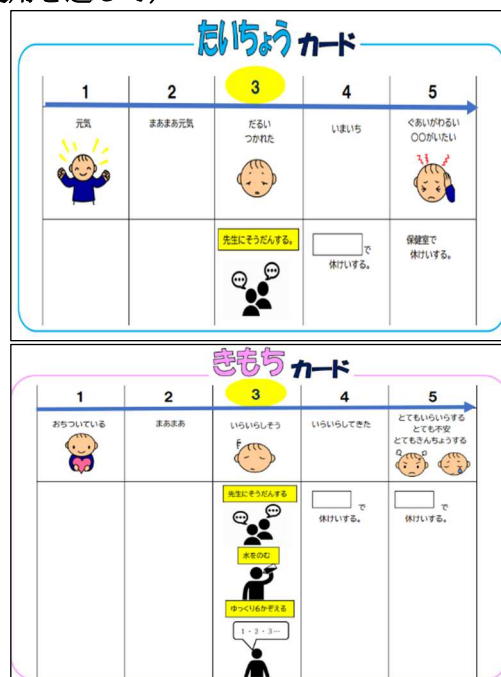 たいちょう カード
1 2 3 4 5
元気
まあまあ元気
だるい
つかれた
いまいち
ぐあいがわるい
〇〇がいたい
先生にそうだんする。
で
休けいする。
保健室で
休けいする。
きもち カード
1 2 3 4 5
おちついている
まあまあ
いらいらしそう
いらいらしてきた
とてもいらいらする
とても不安
とてもきんちょうする
先生にそうだんする
水をのむ
ゆっくり6かぞえる
1・2・3…
で
休けいする。
で
休けいする。